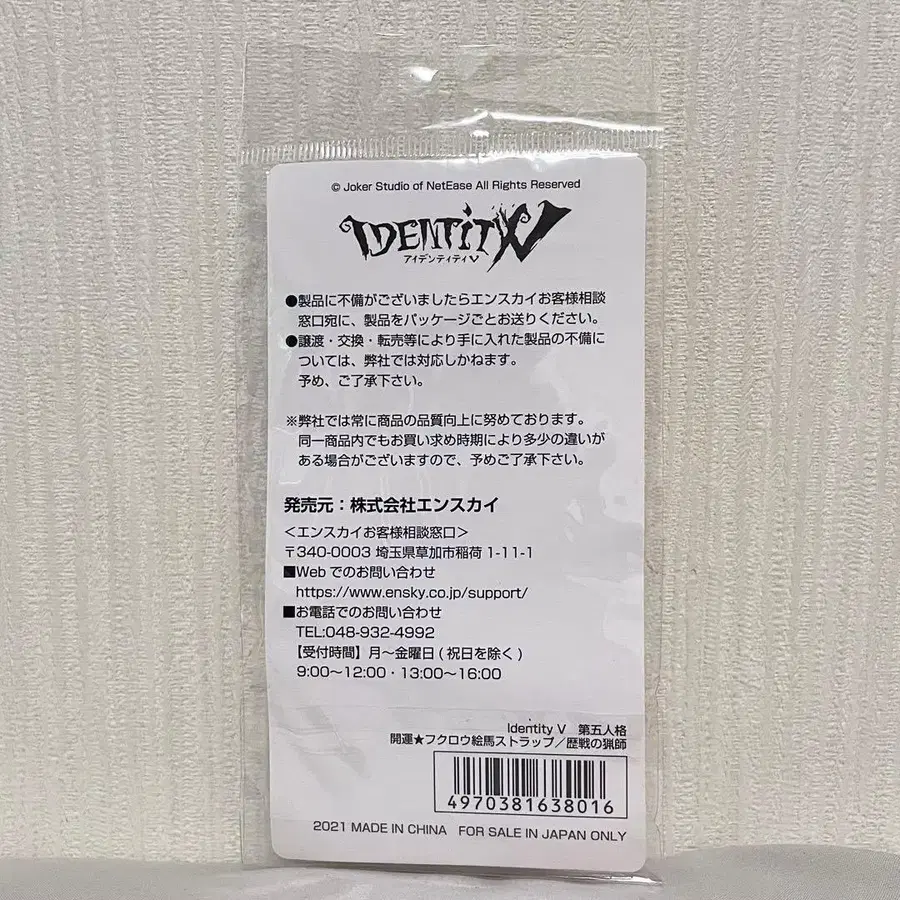 © Joker Studio of NetEase All Rights Reserved
IDENTITY V
アイデンティティV
●製品に不備がございましたらエンスカイお客様相談
窓口宛に、製品をパッケージごとお送りください。
●譲渡・交換・転売等により手に入れた製品の不備に
ついては、弊社では対応しかねます。
予め、ご了承下さい。
※弊社では常に商品の品質向上に努めております。
同一商品内でもお買い求め時期により多少の違いが
ある場合がございますので、予めご了承下さい。
発売元：株式会社エンスカイ
＜エンスカイお客様相談窓口＞
〒340-0003 埼玉県草加市稲荷 1-11-1
■Web でのお問い合わせ
https://www.ensky.co.jp/support/
■お電話でのお問い合わせ
TEL:048-932-4992
【受付時間】月～金曜日 ( 祝日を除く )
9:00～12:00・13:00～16:00
Identity V　第五人格
開運★フクロウ絵馬ストラップ／歴戦の猟師
4970381638016
2021 MADE IN CHINA FOR SALE IN JAPAN ONLY